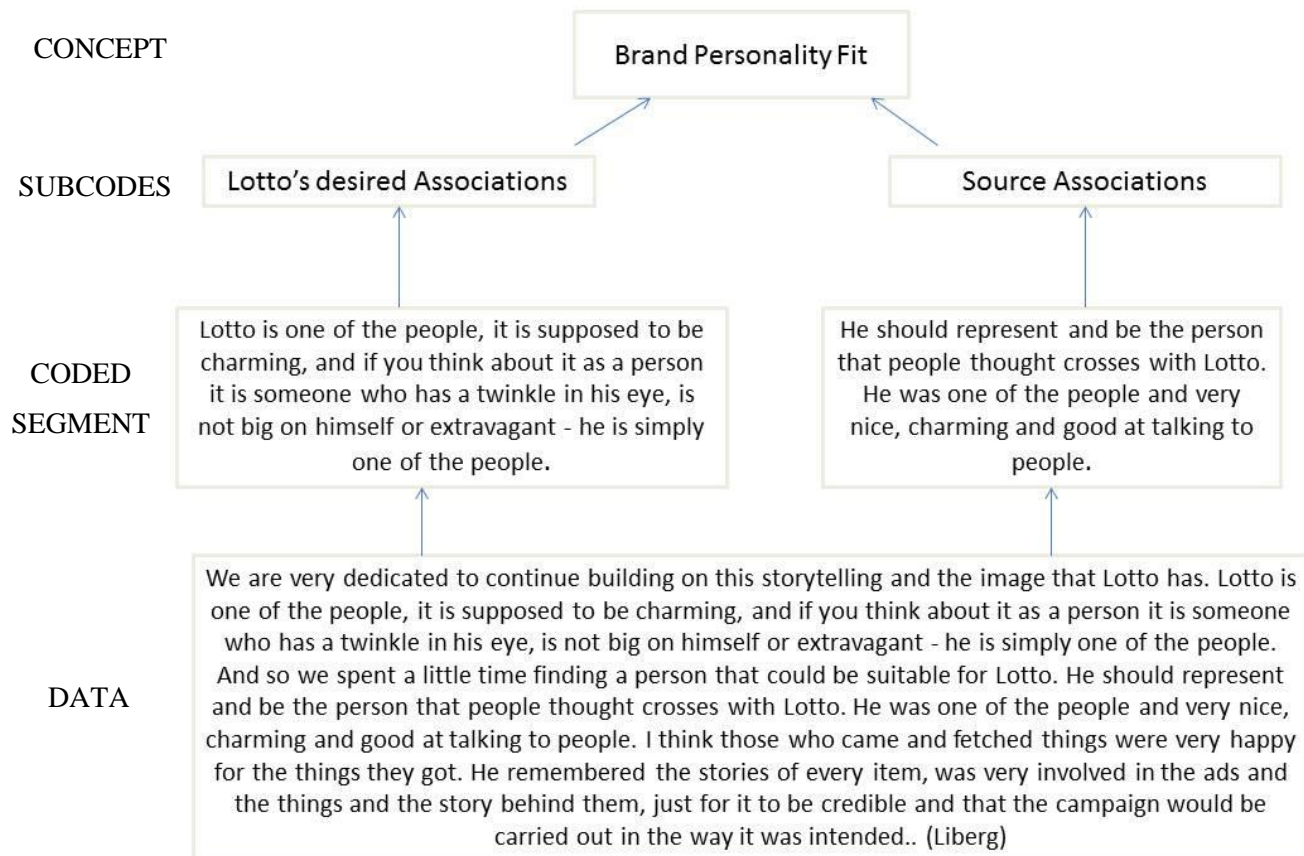 CONCEPT
Brand Personality Fit
SUBCODES
Lotto’s desired Associations
Source Associations
CODED
SEGMENT
Lotto is one of the people, it is supposed to be
charming, and if you think about it as a person
it is someone who has a twinkle in his eye, is
not big on himself or extravagant - he is simply
one of the people.
He should represent and be the person
that people thought crosses with Lotto.
He was one of the people and very
nice, charming and good at talking to
people.
DATA
We are very dedicated to continue building on this storytelling and the image that Lotto has. Lotto is
one of the people, it is supposed to be charming, and if you think about it as a person it is someone
who has a twinkle in his eye, is not big on himself or extravagant - he is simply one of the people.
And so we spent a little time finding a person that could be suitable for Lotto. He should represent
and be the person that people thought crosses with Lotto. He was one of the people and very nice,
charming and good at talking to people. I think those who came and fetched things were very happy
for the things they got. He remembered the stories of every item, was very involved in the ads and
the things and the story behind them, just for it to be credible and that the campaign would be
carried out in the way it was intended.. (Liberg)